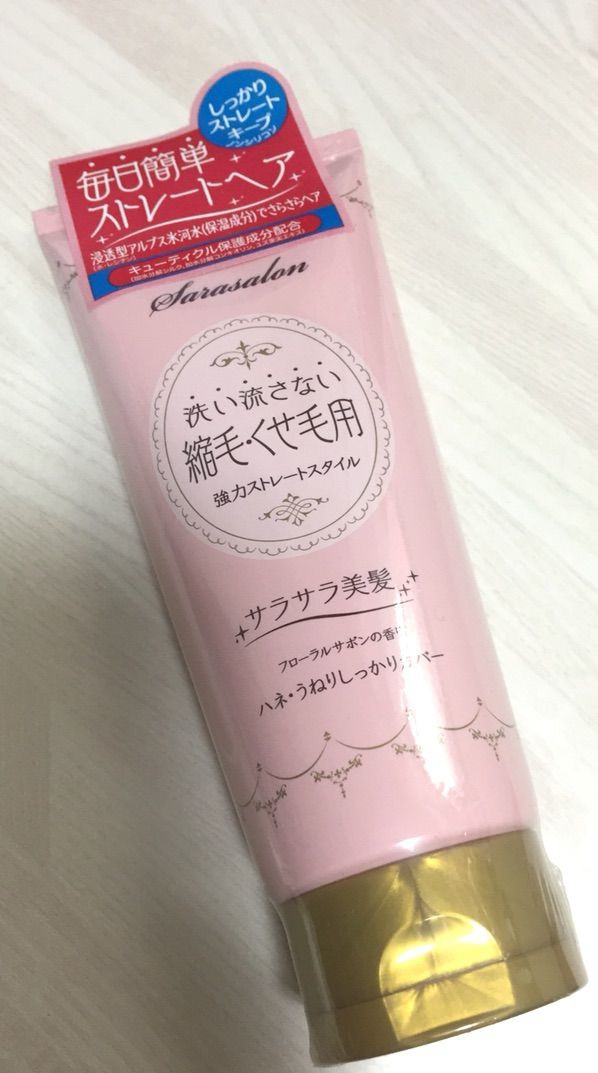 しっかり
ストレート
キープ
ノンシリコン
毎日簡単
ストレートヘア
浸透型アルプス氷河水(保湿成分)でさらさらヘア
キューティクル保護成分配合
Sarasalon
洗い流さない
縮毛・くせ毛用
強力ストレートスタイル
サラサラ美髪
フローラルサボンの香り
ハネ・うねりしっかりカバー